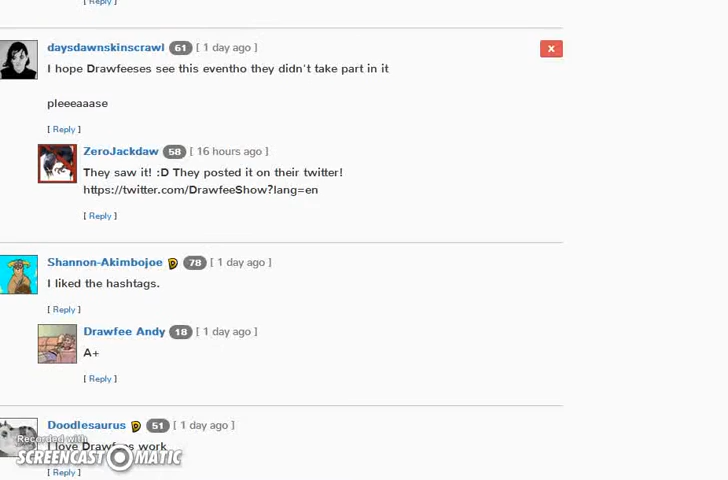 [ Reply ]
daysdawnskinscrawl 61 [ 1 day ago ]
X
I hope Drawfeeses see this eventho they didn't take part in it
pleeeaaase
[ Reply ]
ZeroJackdaw 58 [ 16 hours ago ]
They saw it! :D They posted it on their twitter!
https://twitter.com/DrawfeeShow?lang=en
[ Reply ]
Shannon-Akimbojoe D 78 [ 1 day ago ]
I liked the hashtags.
[ Reply ]
Drawfee Andy 18 [ 1 day ago ]
A+
[ Reply ]
Doodlesaurus D 51 [ 1 day ago ]
Recorded with
I love Drawfees work
SCREENCAST MATIC
[ Reply ]